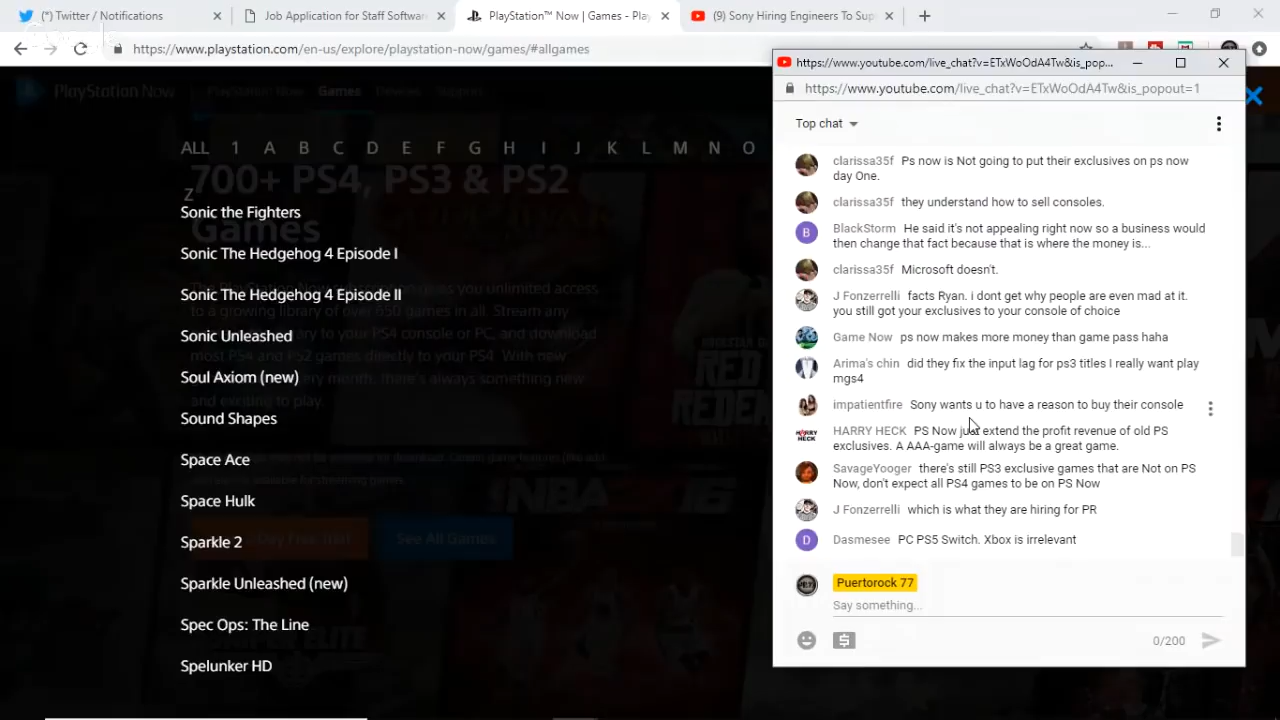 (*) Twitter / Notifications
Job Application for Staff Softwar
PlayStation™ Now | Games - Play
(9) Sony Hiring Engineers To Sup
https://www.playstation.com/en-us/explore/playstation-now/games/#allgames
PlayStation Now
PlayStation Now Games Devices Support
ALL 1 A B C D E F G H I J K L M N O
Z
700+ PS4, PS3 & PS2
Games
Sonic the Fighters
Sonic The Hedgehog 4 Episode I
Sonic The Hedgehog 4 Episode II
Sonic Unleashed
Soul Axiom (new)
Sound Shapes
Space Ace
Space Hulk
Sparkle 2
Sparkle Unleashed (new)
Spec Ops: The Line
Spelunker HD
See All Games
RED
https://www.youtube.com/live_chat?v=ETxWoOdA4Tw&is_pop...
https://www.youtube.com/live_chat?v=ETxWoOdA4Tw&is_popout=1
Top chat
clarissa35f Ps now is Not going to put their exclusives on ps now
day One.
clarissa35f they understand how to sell consoles.
B BlackStorm He said it's not appealing right now so a business would
then change that fact because that is where the money is...
clarissa35f Microsoft doesn't.
J Fonzerrelli facts Ryan. i dont get why people are even mad at it.
you still got your exclusives to your console of choice
Game Now ps now makes more money than game pass haha
Arima's chin did they fix the input lag for ps3 titles I really want play
mgs4
impatientfire Sony wants u to have a reason to buy their console
HARRY HECK PS Now just extend the profit revenue of old PS
exclusives. A AAA-game will always be a great game.
SavageYooger there's still PS3 exclusive games that are Not on PS
Now, don't expect all PS4 games to be on PS Now
J Fonzerrelli which is what they are hiring for PR
D Dasmesee PC PS5 Switch. Xbox is irrelevant
Puertorock 77
Say something...
0/200